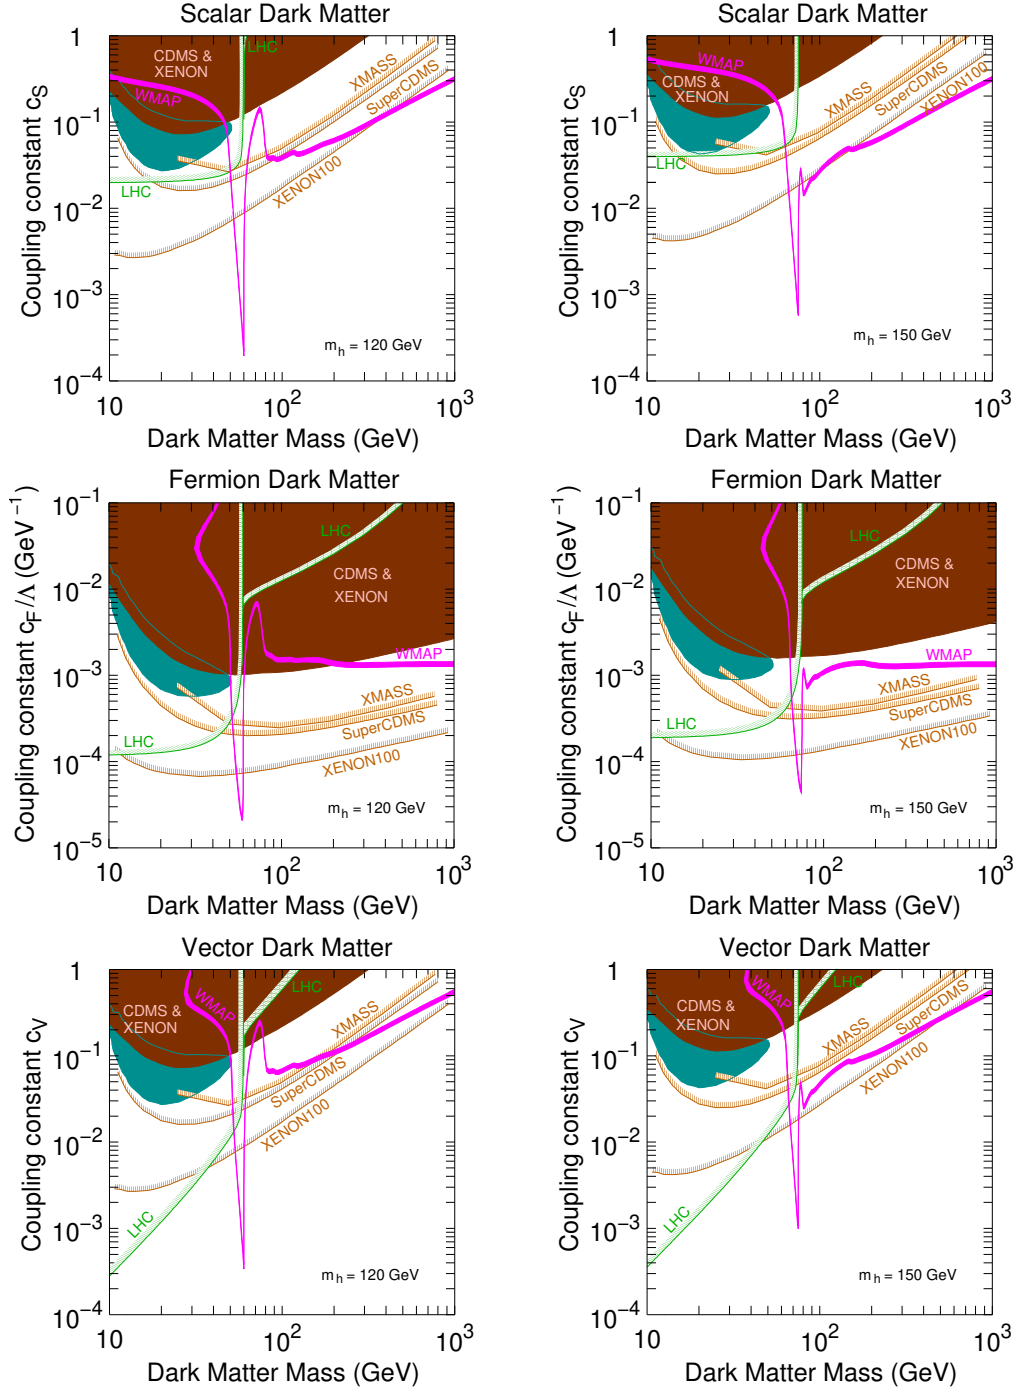 Scalar Dark Matter
Coupling constant c_S
1
10^−1
10^−2
10^−3
10^−4
CDMS &
XENON
LHC
WMAP
XMASS
SuperCDMS
XENON100
LHC
m_h = 120 GeV
10
10^2
10^3
Dark Matter Mass (GeV)
Scalar Dark Matter
Coupling constant c_S
1
10^−1
10^−2
10^−3
10^−4
WMAP
CDMS &
XENON
LHC
XMASS
SuperCDMS
XENON100
LHC
m_h = 150 GeV
10
10^2
10^3
Dark Matter Mass (GeV)
Fermion Dark Matter
Coupling constant c_F/Λ (GeV^−1)
10^−1
10^−2
10^−3
10^−4
10^−5
LHC
CDMS &
XENON
WMAP
XMASS
SuperCDMS
XENON100
LHC
m_h = 120 GeV
10
10^2
10^3
Dark Matter Mass (GeV)
Fermion Dark Matter
Coupling constant c_F/Λ (GeV^−1)
10^−1
10^−2
10^−3
10^−4
10^−5
LHC
CDMS &
XENON
WMAP
XMASS
SuperCDMS
XENON100
LHC
m_h = 150 GeV
10
10^2
10^3
Dark Matter Mass (GeV)
Vector Dark Matter
Coupling constant c_V
1
10^−1
10^−2
10^−3
10^−4
CDMS &
XENON
WMAP
LHC
XMASS
SuperCDMS
XENON100
LHC
m_h = 120 GeV
10
10^2
10^3
Dark Matter Mass (GeV)
Vector Dark Matter
Coupling constant c_V
1
10^−1
10^−2
10^−3
10^−4
CDMS &
XENON
WMAP
LHC
XMASS
SuperCDMS
XENON100
LHC
m_h = 150 GeV
10
10^2
10^3
Dark Matter Mass (GeV)